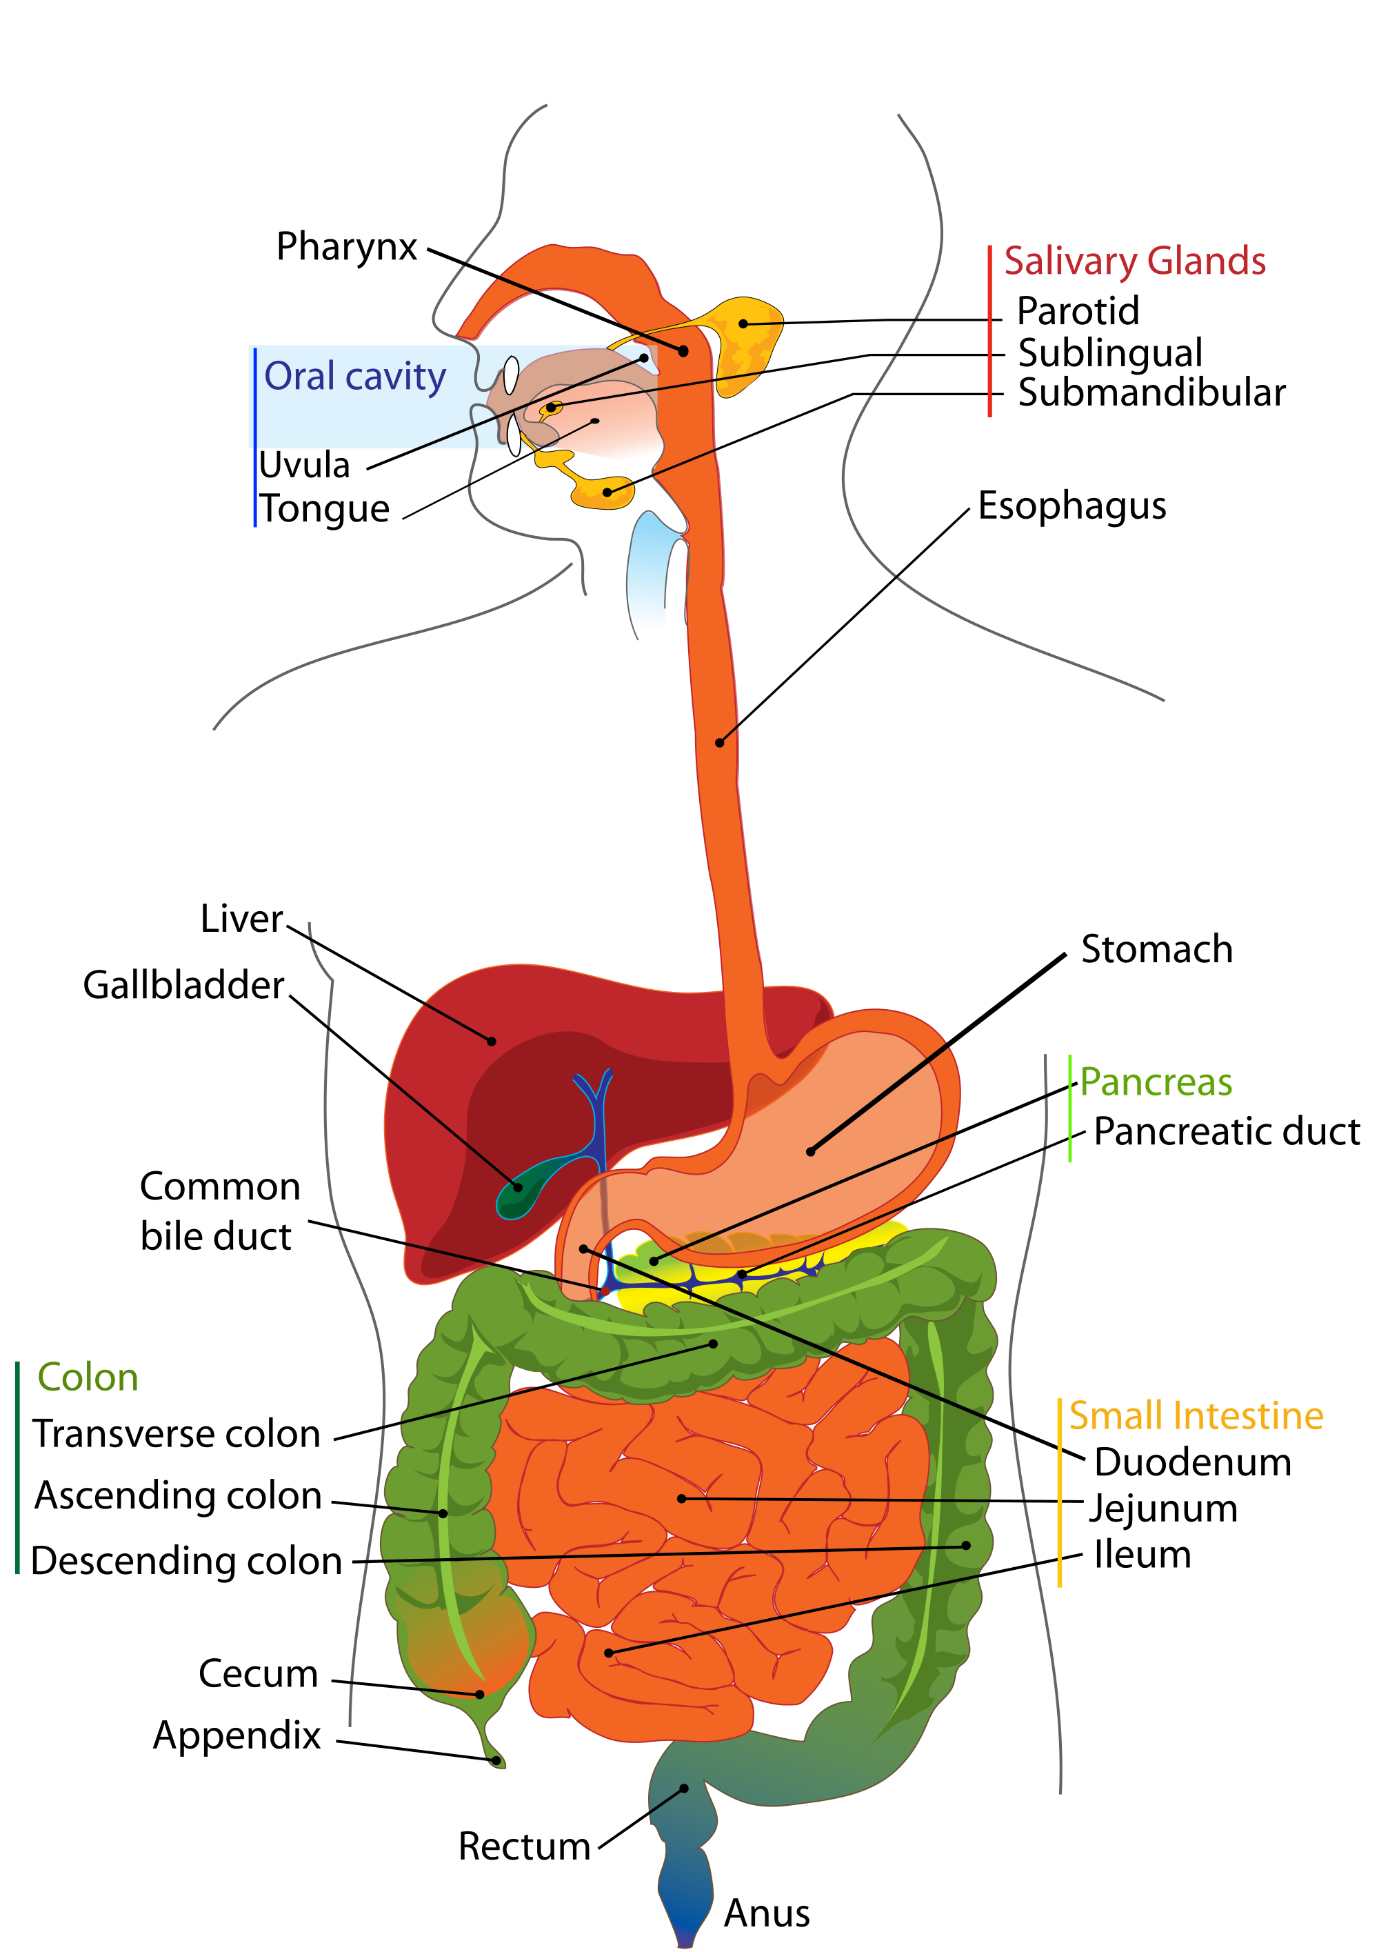 Pharynx
Salivary Glands
Parotid
Sublingual
Submandibular
Oral cavity
Uvula
Tongue
Esophagus
Liver
Gallbladder
Common
bile duct
Stomach
Pancreas
Pancreatic duct
Colon
Transverse colon
Ascending colon
Descending colon
Small Intestine
Duodenum
Jejunum
Ileum
Cecum
Appendix
Rectum
Anus